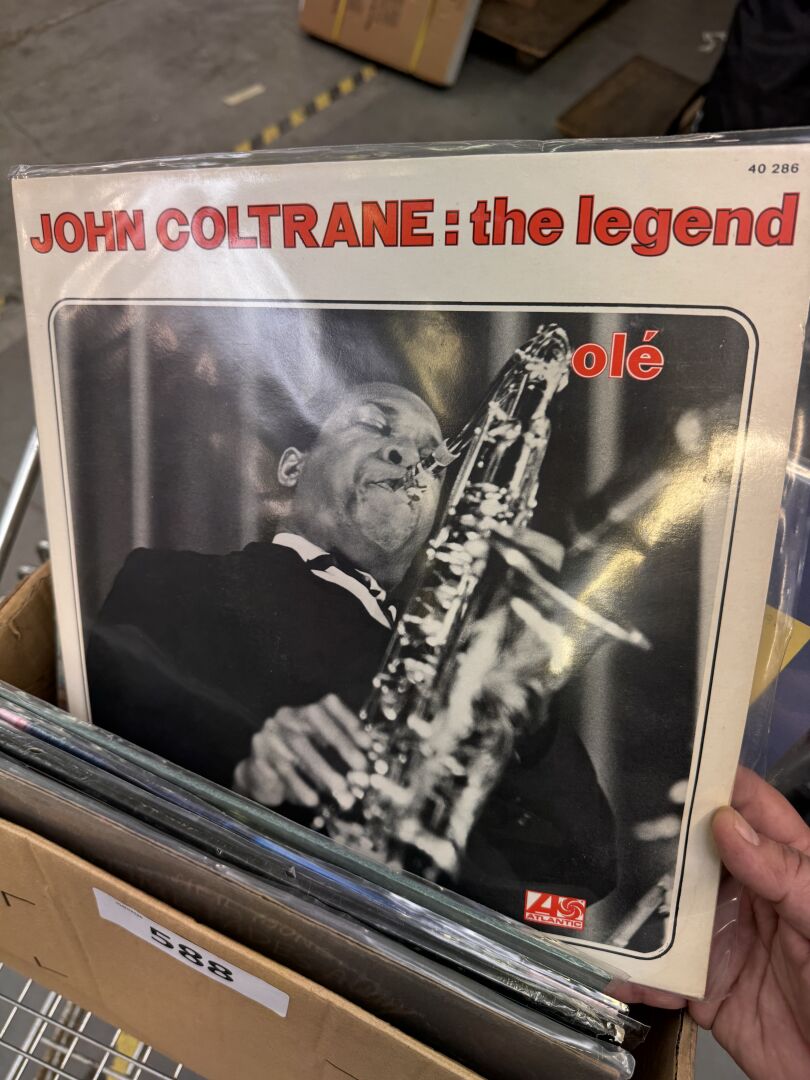 40 286
JOHN COLTRANE : the legend
olé
ATLANTIC
588